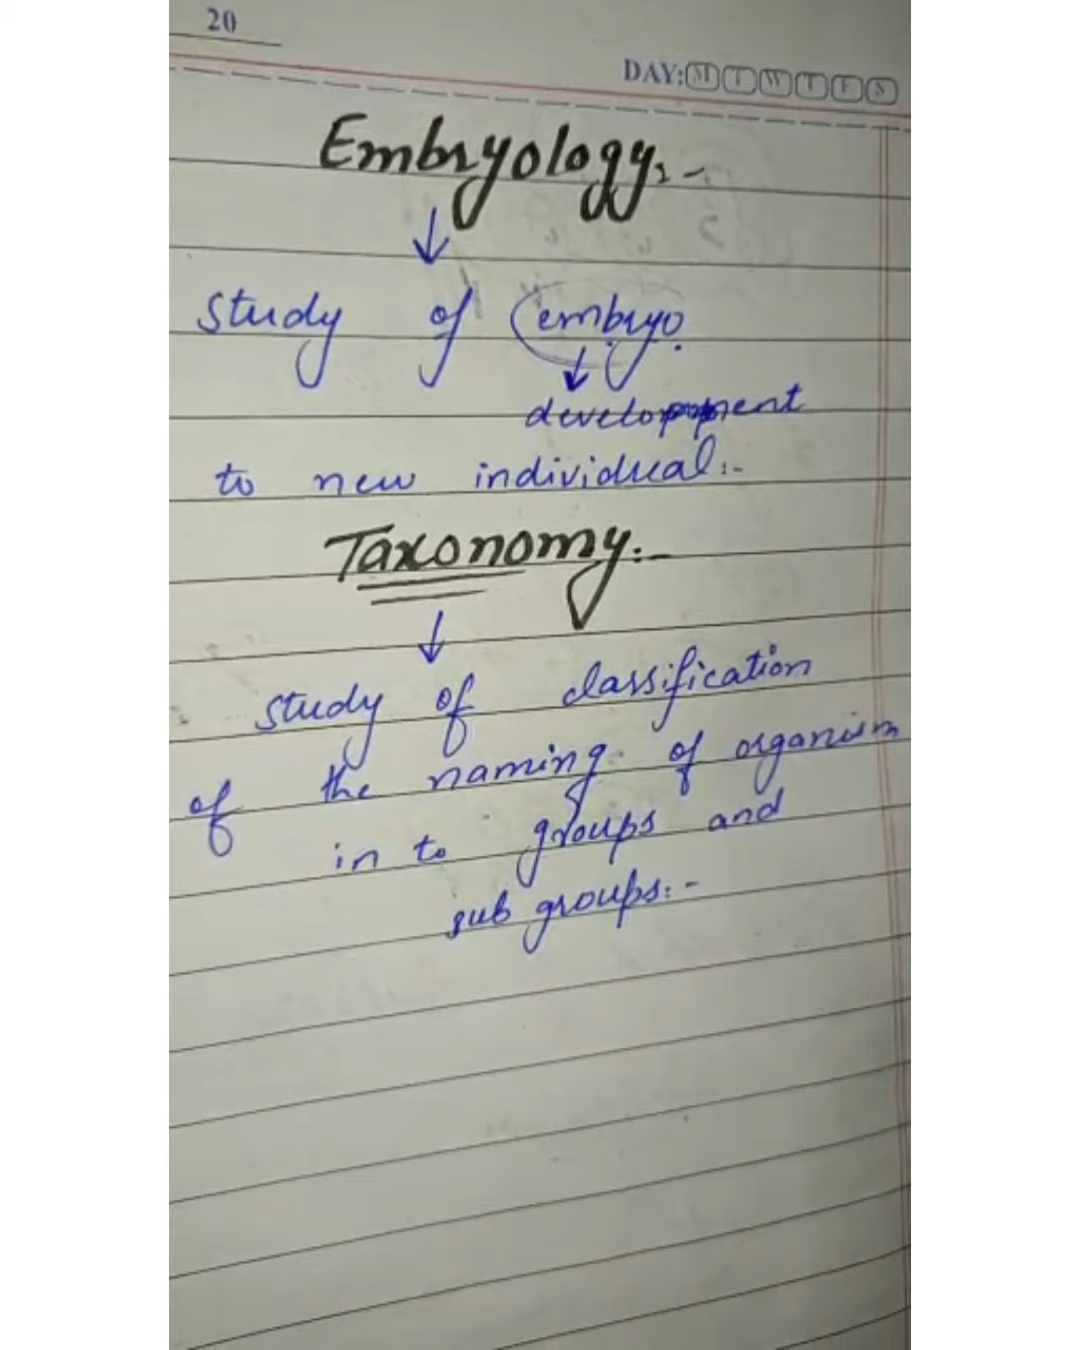 20
DAY: M T W T F S
Embryology:-
↓
study of (embryo.
↓
development
to new individual:-
Taxonomy:-
↓
study of classification
of the naming of organism
in to groups and
sub groups:-